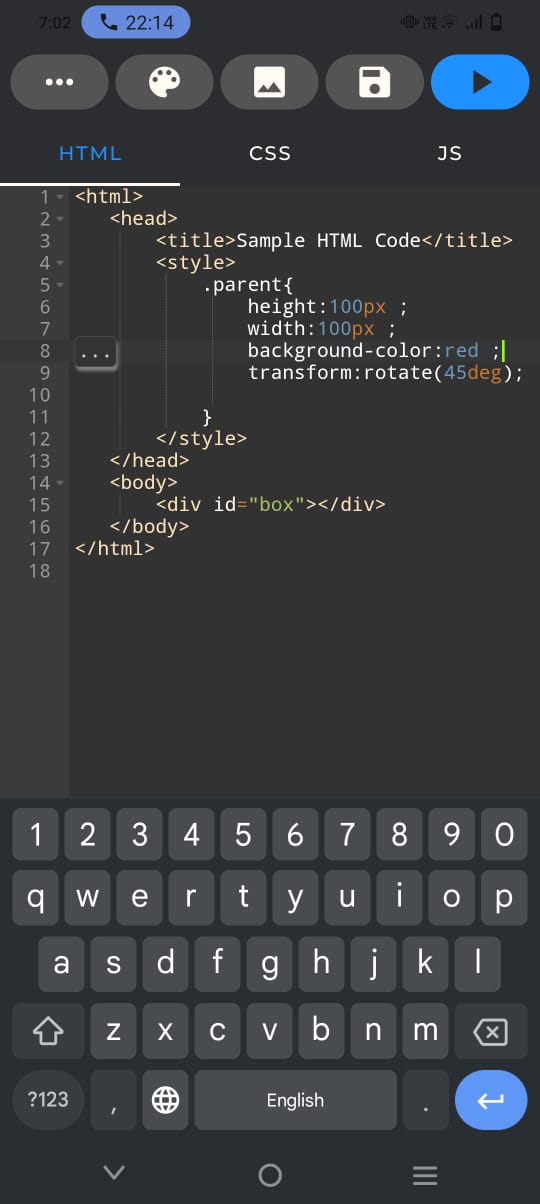 7:02 22:14 VoLTE
HTML CSS JS
1 <html>
2 <head>
3 <title>Sample HTML Code</title>
4 <style>
5 .parent{
6 height:100px ;
7 width:100px ;
8 ... background-color:red ;
9 transform:rotate(45deg);
10
11 }
12 </style>
13 </head>
14 <body>
15 <div id="box"></div>
16 </body>
17 </html>
18
1 2 3 4 5 6 7 8 9 0
q w e r t y u i o p
a s d f g h j k l
z x c v b n m
?123 , English .